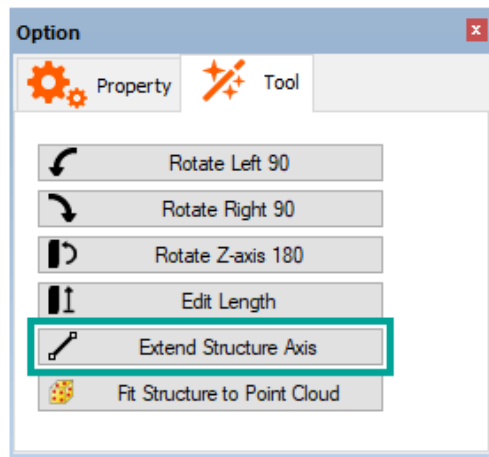 Option
x
Property
Tool
Rotate Left 90
Rotate Right 90
Rotate Z-axis 180
Edit Length
Extend Structure Axis
Fit Structure to Point Cloud